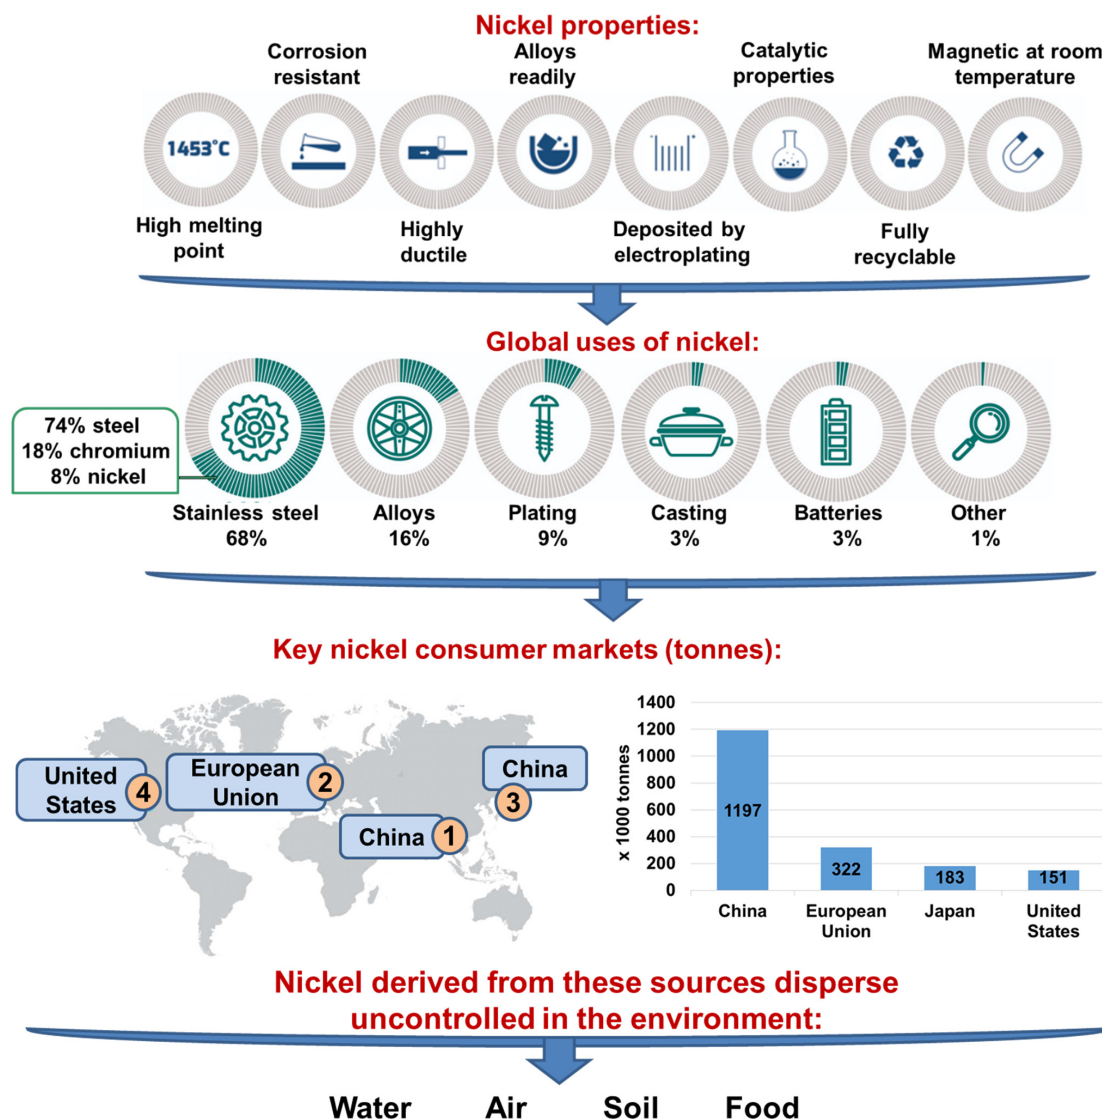 Nickel properties:
Corrosion
resistant
Alloys
readily
Catalytic
properties
Magnetic at room
temperature
1453°C
High melting
point
Highly
ductile
Deposited by
electroplating
Fully
recyclable
Global uses of nickel:
74% steel
18% chromium
8% nickel
Stainless steel
68%
Alloys
16%
Plating
9%
Casting
3%
Batteries
3%
Other
1%
Key nickel consumer markets (tonnes):
United
States
4
European
Union
2
China
3
China
1
x 1000 tonnes
1400
1200
1000
800
600
400
200
0
1197
322
183
151
China
European
Union
Japan
United
States
Nickel derived from these sources disperse
uncontrolled in the environment:
Water Air Soil Food